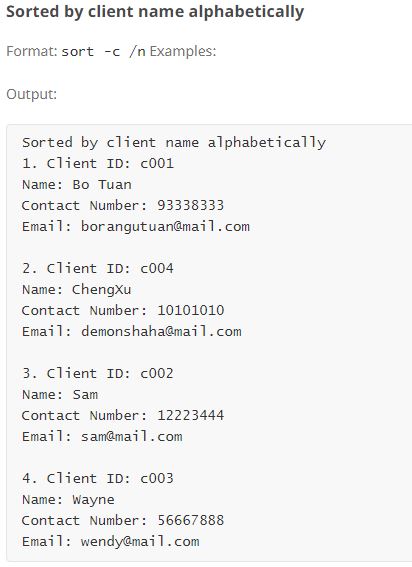 Sorted by client name alphabetically
Format: sort -c /n Examples:
Output:
Sorted by client name alphabetically
1. Client ID: c001
Name: Bo Tuan
Contact Number: 93338333
Email: borangutuan@mail.com
2. Client ID: c004
Name: ChengXu
Contact Number: 10101010
Email: demonshaha@mail.com
3. Client ID: c002
Name: Sam
Contact Number: 12223444
Email: sam@mail.com
4. Client ID: c003
Name: Wayne
Contact Number: 56667888
Email: wendy@mail.com